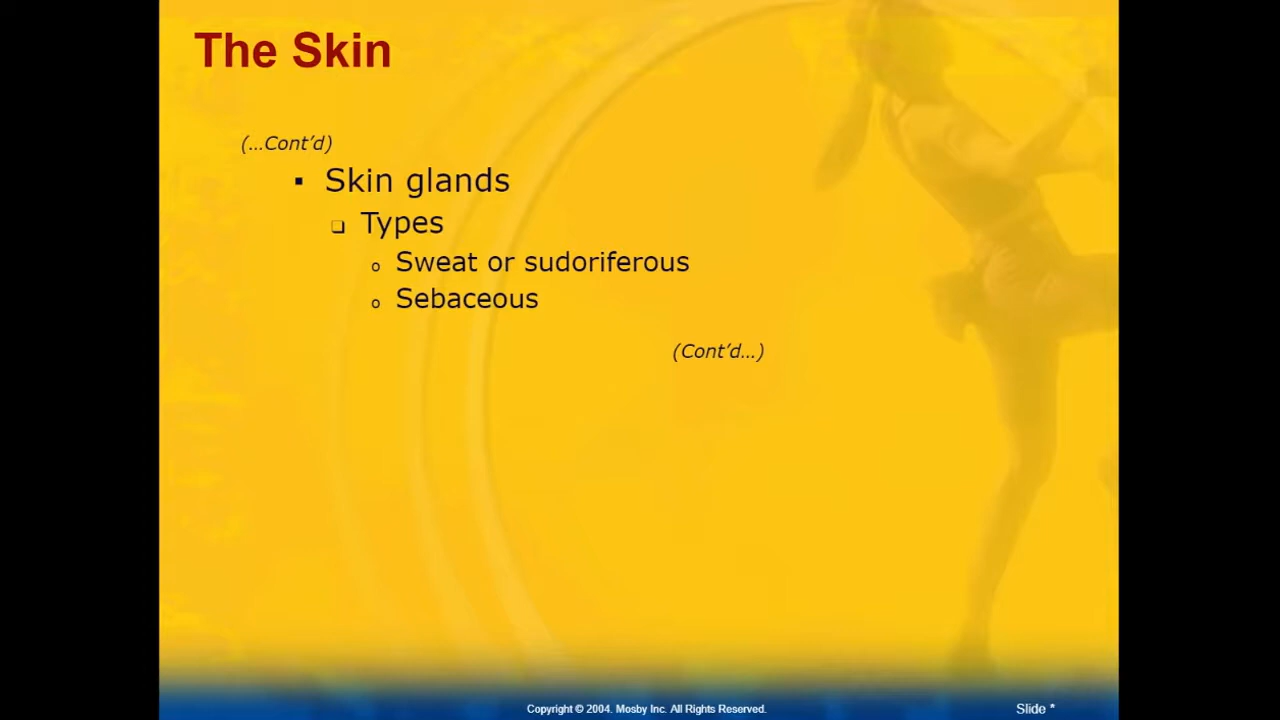 The Skin
(…Cont’d)
▪ Skin glands
❑ Types
o Sweat or sudoriferous
o Sebaceous
(Cont’d…)
Copyright © 2004. Mosby Inc. All Rights Reserved.
Slide *